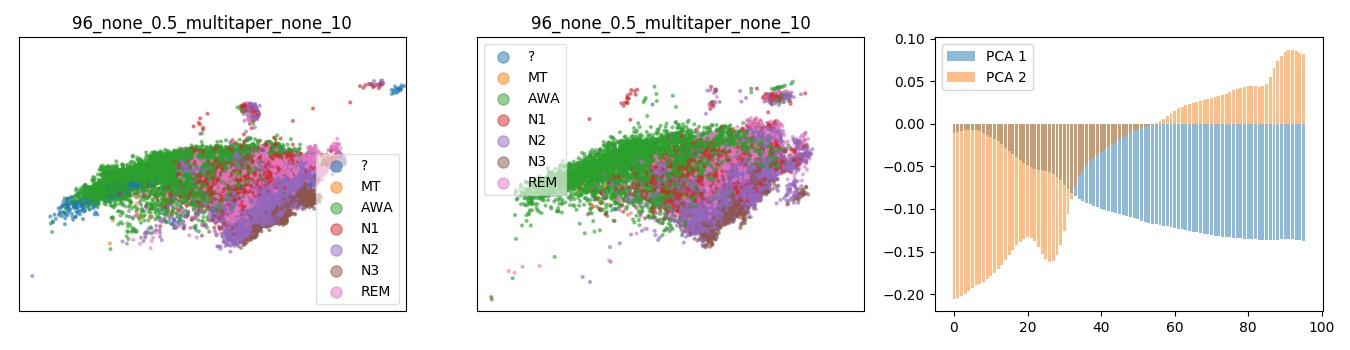 96_none_0.5_multitaper_none_10
?
MT
AWA
N1
N2
N3
REM
96_none_0.5_multitaper_none_10
?
MT
AWA
N1
N2
N3
REM
PCA 1
PCA 2
0.10
0.05
0.00
−0.05
−0.10
−0.15
−0.20
0 20 40 60 80 100